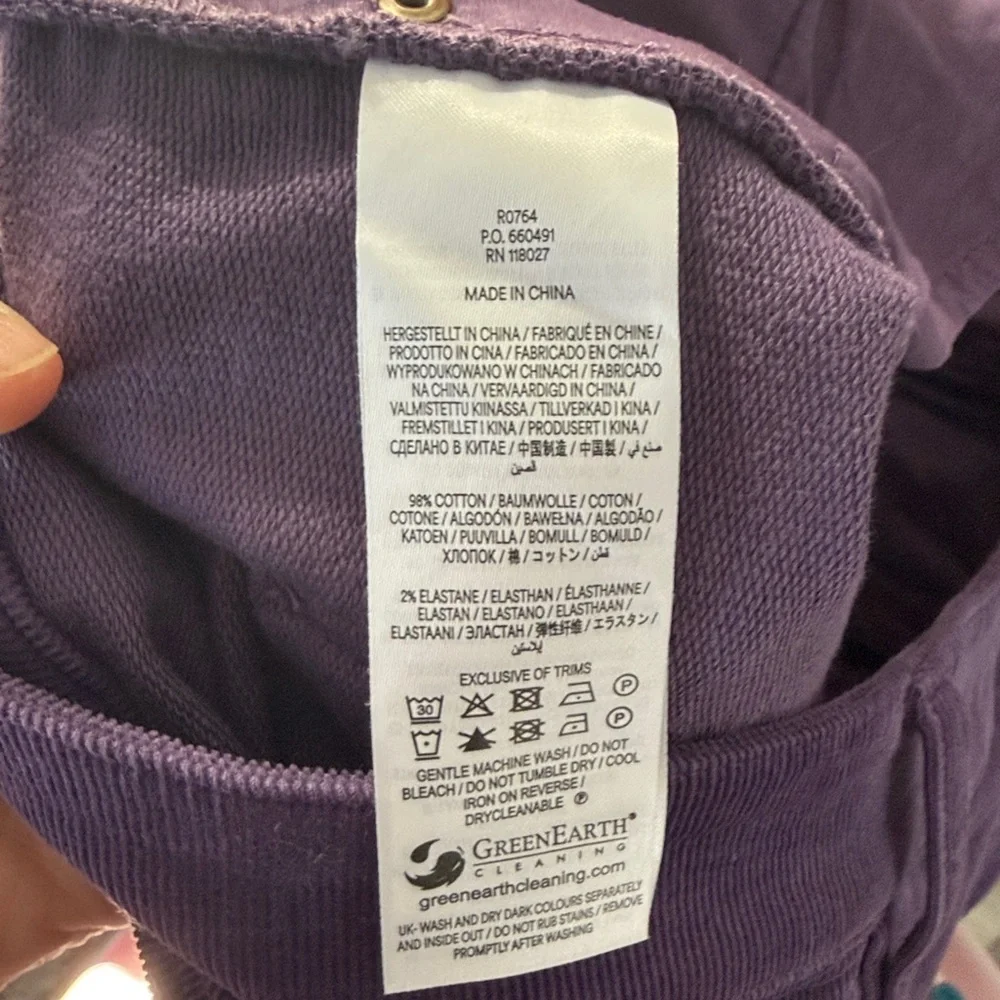 R0764
P.O. 660491
RN 118027
MADE IN CHINA
HERGESTELLT IN CHINA / FABRIQUÉ EN CHINE /
PRODOTTO IN CINA / FABRICADO EN CHINA /
WYPRODUKOWANO W CHINACH / FABRICADO
NA CHINA / VERVAARDIGD IN CHINA /
VALMISTETTU KIINASSA / TILLVERKAD I KINA /
FREMSTILLET I KINA / PRODUSERT I KINA /
СДЕЛАНО В КИТАЕ / 中国制造 / 中国製 / صنع في
الصين
98% COTTON / BAUMWOLLE / COTON /
COTONE / ALGODÓN / BAWEŁNA / ALGODÃO /
KATOEN / PUUVILLA / BOMULL / BOMULD /
ХЛОПОК / 棉 / コットン / قطن
2% ELASTANE / ELASTHAN / ÉLASTHANNE /
ELASTAN / ELASTANO / ELASTHAAN /
ELASTAANI / ЭЛАСТАН / 弹性纤维 / エラスタン /
إيلاستين
EXCLUSIVE OF TRIMS
30 P
P
GENTLE MACHINE WASH / DO NOT
BLEACH / DO NOT TUMBLE DRY / COOL
IRON ON REVERSE /
DRYCLEANABLE Ⓟ
GREENEARTH®
CLEANING
greenearthcleaning.com
UK- WASH AND DRY DARK COLOURS SEPARATELY
AND INSIDE OUT / DO NOT RUB STAINS / REMOVE
PROMPTLY AFTER WASHING